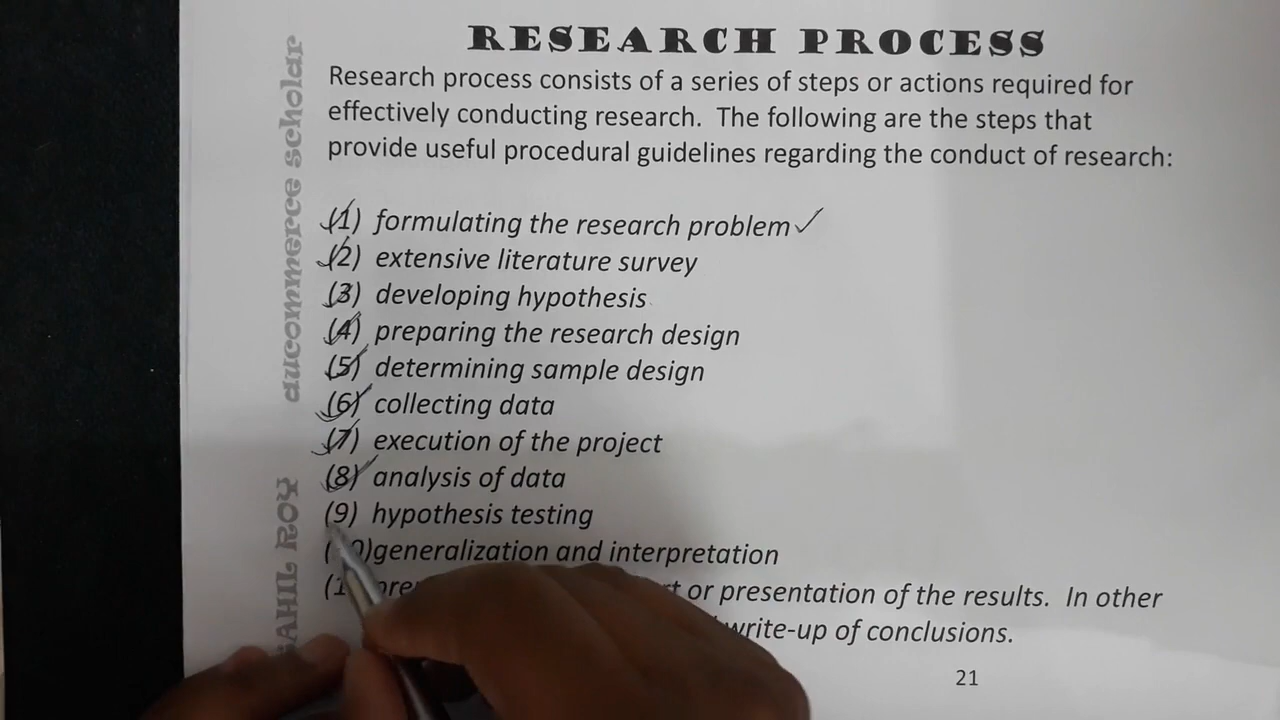 RESEARCH PROCESS
Research process consists of a series of steps or actions required for
effectively conducting research. The following are the steps that
provide useful procedural guidelines regarding the conduct of research:
(1) formulating the research problem
(2) extensive literature survey
(3) developing hypothesis
(4) preparing the research design
(5) determining sample design
(6) collecting data
(7) execution of the project
(8) analysis of data
(9) hypothesis testing
generalization and interpretation
or presentation of the results. In other
write-up of conclusions.
21
aucommerce scholar
ROY